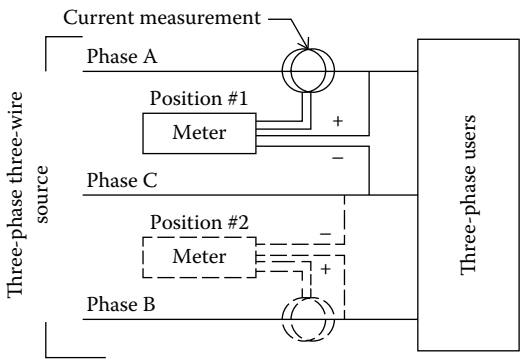 Current measurement
Phase A
Position #1
Meter
+
−
Phase C
Position #2
Meter
−
+
Phase B
Three-phase three-wire
source
Three-phase users